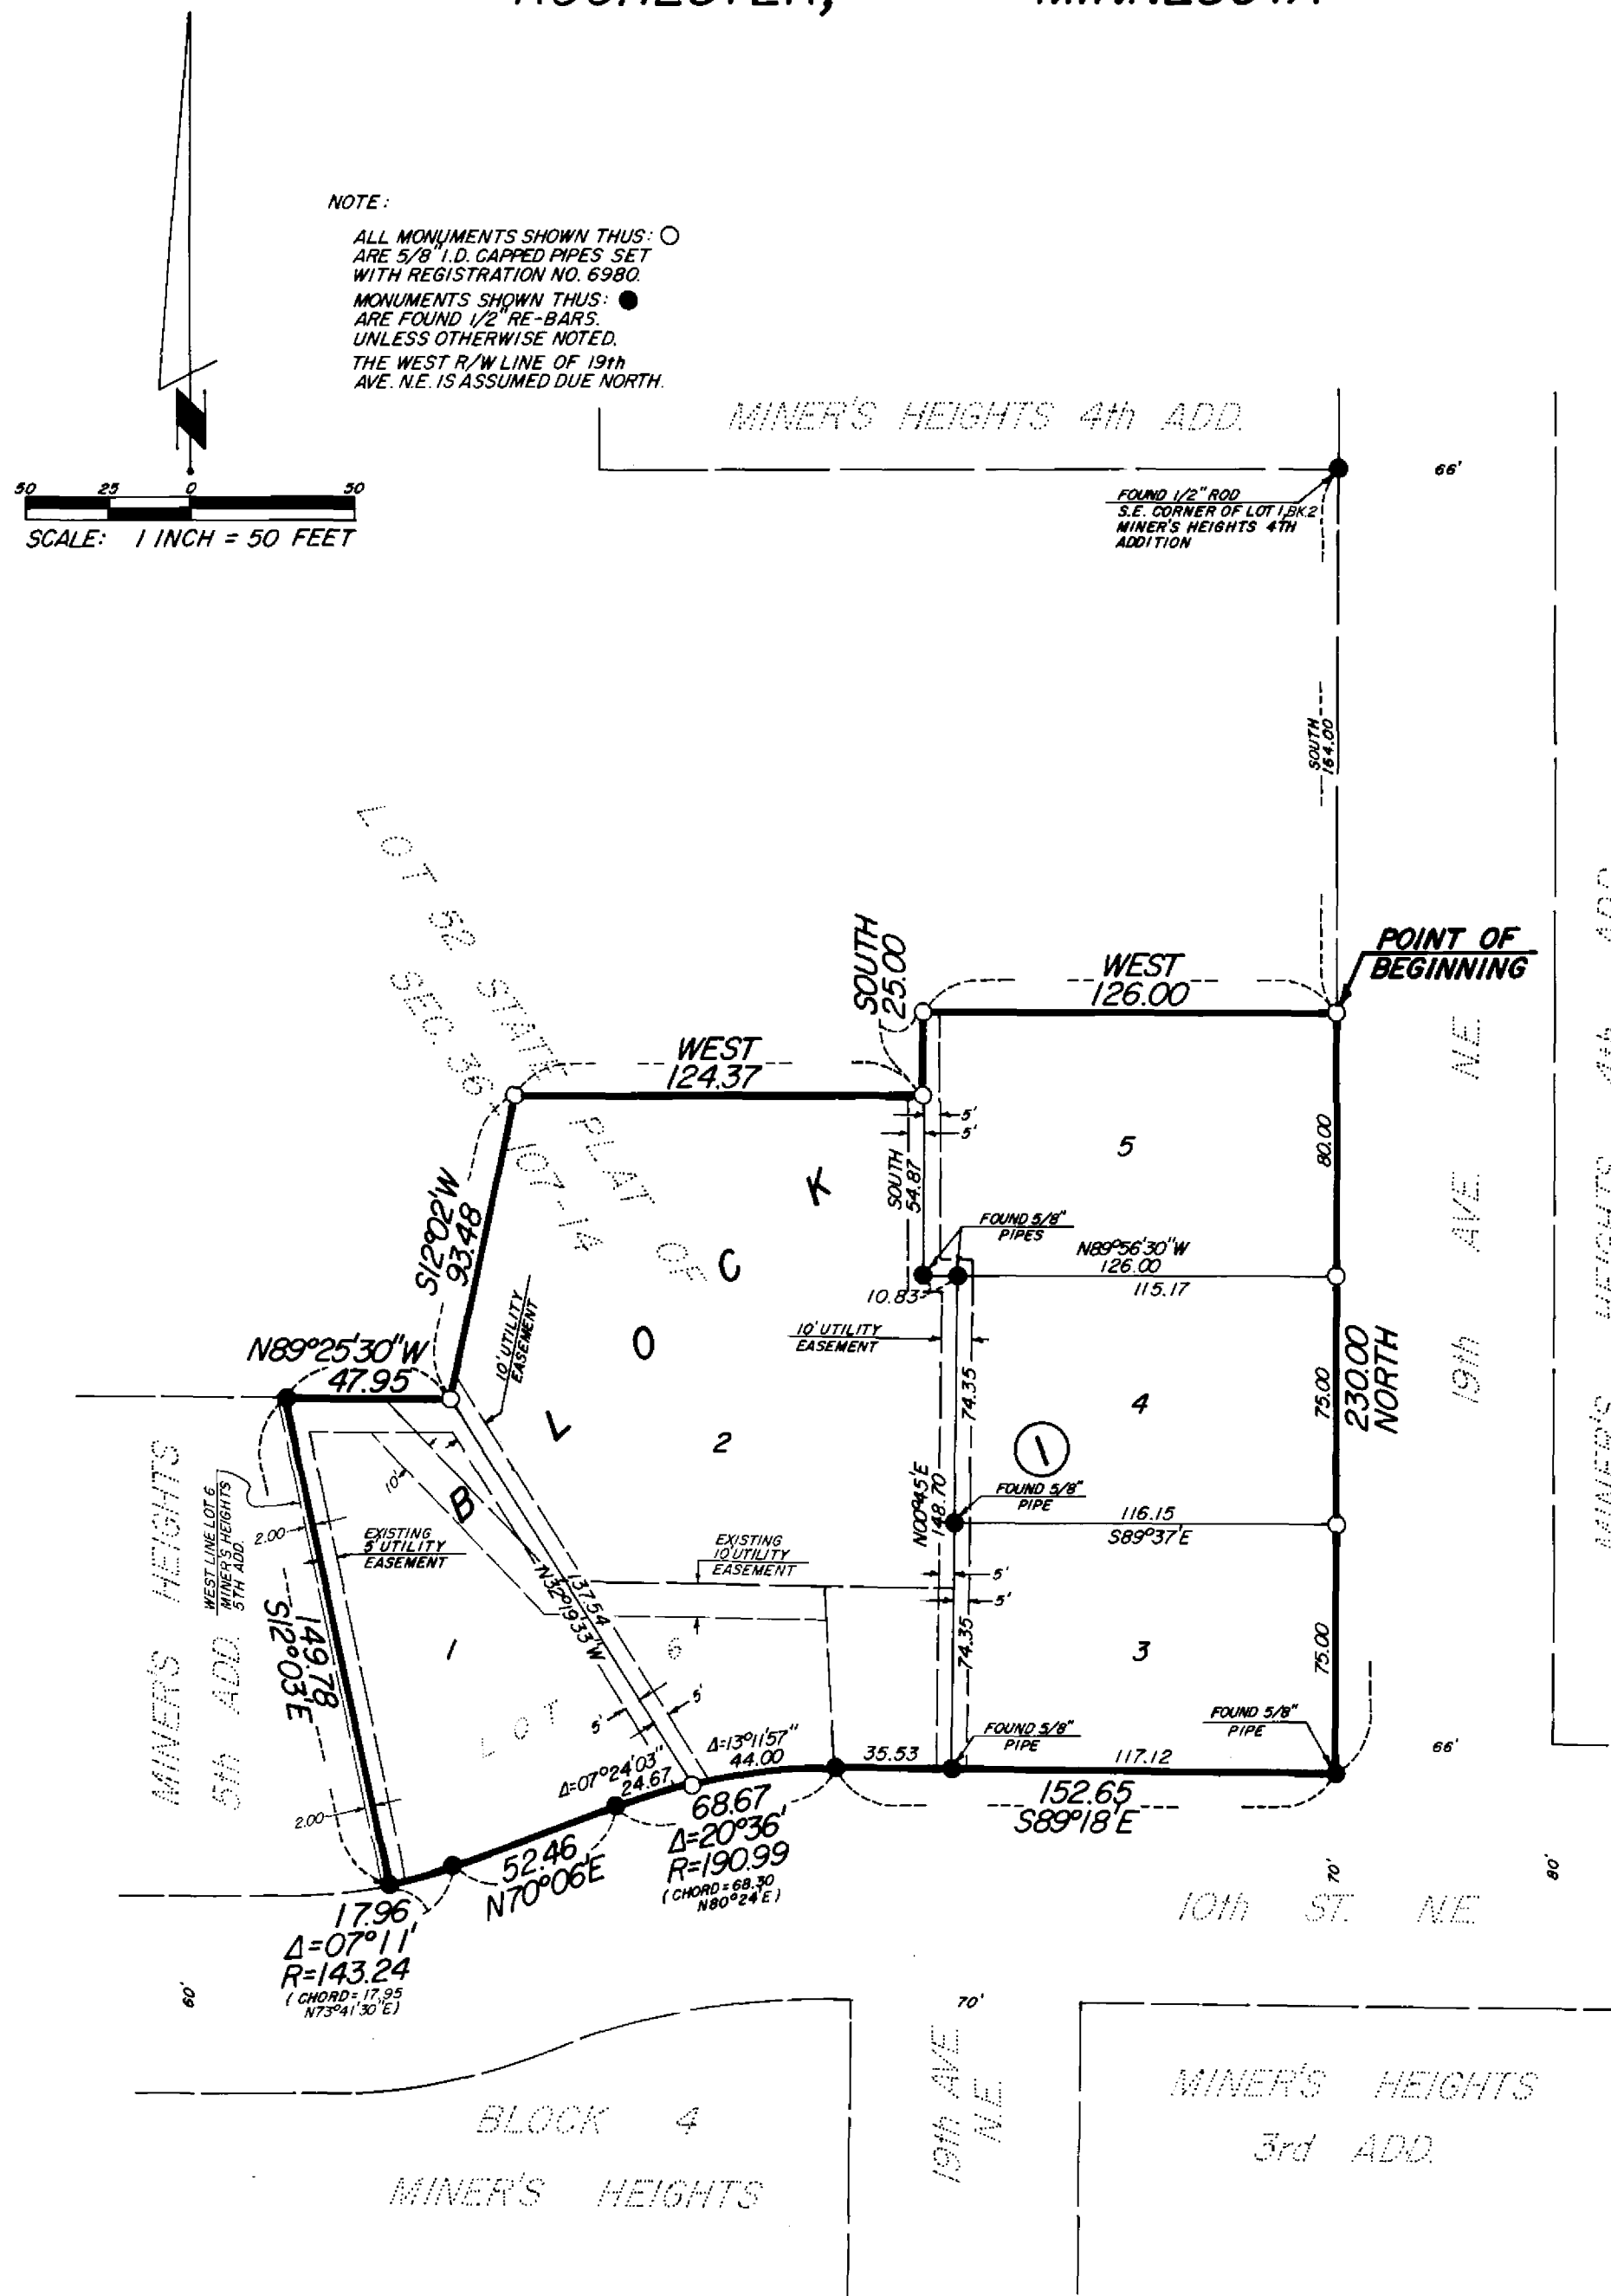 NOTE:
ALL MONUMENTS SHOWN THUS:
ARE 5/8" I.D. CAPPED PIPES SET
WITH REGISTRATION NO. 6980.
MONUMENTS SHOWN THUS:
ARE FOUND 1/2" RE-BARS.
UNLESS OTHERWISE NOTED.
THE WEST R/W LINE OF 19th
AVE. N.E. IS ASSUMED DUE NORTH.
N
50 25 0 50
SCALE: 1 INCH = 50 FEET
MINER'S HEIGHTS 4th ADD.
66'
FOUND 1/2" ROD
S.E. CORNER OF LOT 1, BK.2
MINER'S HEIGHTS 4TH
ADDITION
SOUTH
164.00
LOT 52 STATE PLAT OF
SEC. 36 107-14
POINT OF
BEGINNING
WEST
126.00
SOUTH
25.00
WEST
124.37
5'
5'
5
80.00
SOUTH
54.87
FOUND 5/8"
PIPES
N89°56'30"W
126.00
115.17
10.83
S12°02'W
93.48
BLOCK
1
10' UTILITY
EASEMENT
10' UTILITY
EASEMENT
N89°25'30"W
47.95
74.35
4
75.00
230.00
NORTH
19th AVE. N.E.
MINER'S HEIGHTS 4th ADD.
2
N00°45'E
148.70
FOUND 5/8"
PIPE
116.15
S89°37'E
10'
MINER'S HEIGHTS
5th ADD.
WEST LINE LOT 6
MINER'S HEIGHTS
5TH ADD.
2.00
EXISTING
5' UTILITY
EASEMENT
EXISTING
10' UTILITY
EASEMENT
5'
5'
149.78
S12°03'E
137.54
N32°19'33"W
1
LOT 6
5'
5'
74.35
3
75.00
FOUND 5/8"
PIPE
FOUND 5/8"
PIPE
66'
2.00
Δ=07°24'03"
24.67
Δ=13°11'57"
44.00
35.53
117.12
152.65
S89°18'E
68.67
Δ=20°36'
R=190.99
(CHORD=68.30
N80°24'E)
52.46
N70°06'E
17.96
Δ=07°11'
R=143.24
(CHORD=17.95
N73°41'30"E)
70'
80'
10th ST. N.E.
60'
70'
19th AVE
N.E.
BLOCK 4
MINER'S HEIGHTS
MINER'S HEIGHTS
3rd ADD.